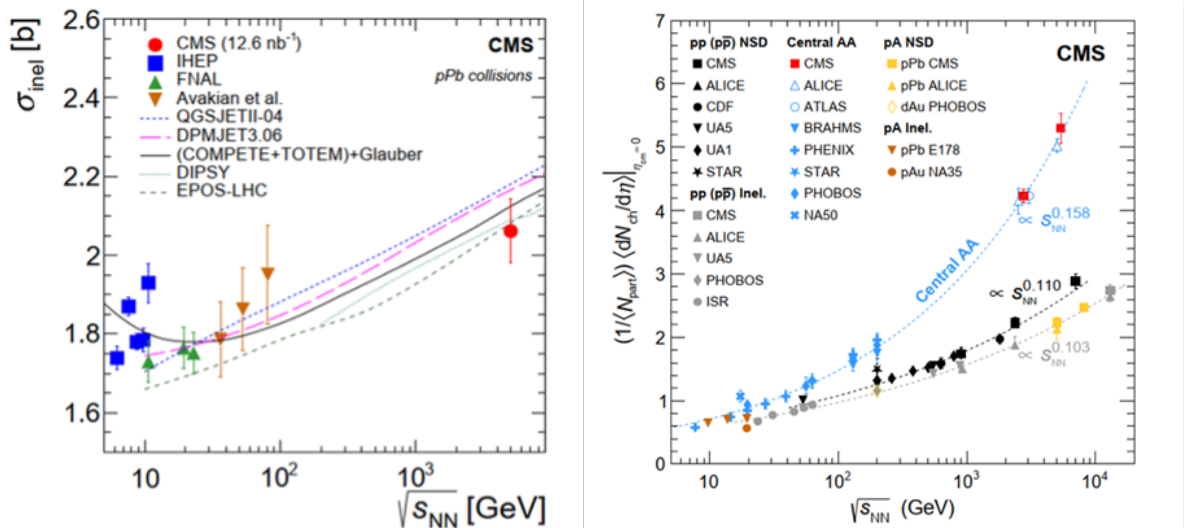 σinel [b]
2.6
2.4
2.2
2
1.8
1.6
CMS (12.6 nb⁻¹)
IHEP
FNAL
Avakian et al.
QGSJETII-04
DPMJET3.06
(COMPETE+TOTEM)+Glauber
DIPSY
EPOS-LHC
CMS
pPb collisions
10
10²
10³
√sNN [GeV]
(1/⟨Npart⟩) ⟨dNch/dη⟩|ηcm=0
7
6
5
4
3
2
1
0
pp (pp̅) NSD
CMS
ALICE
CDF
UA5
UA1
STAR
pp (pp̅) Inel.
CMS
ALICE
UA5
PHOBOS
ISR
Central AA
CMS
ALICE
ATLAS
BRAHMS
PHENIX
STAR
PHOBOS
NA50
pA NSD
pPb CMS
pPb ALICE
dAu PHOBOS
pA Inel.
pPb E178
pAu NA35
CMS
Central AA
∝ sNN^0.158
∝ sNN^0.110
∝ sNN^0.103
10
10²
10³
10⁴
√sNN (GeV)